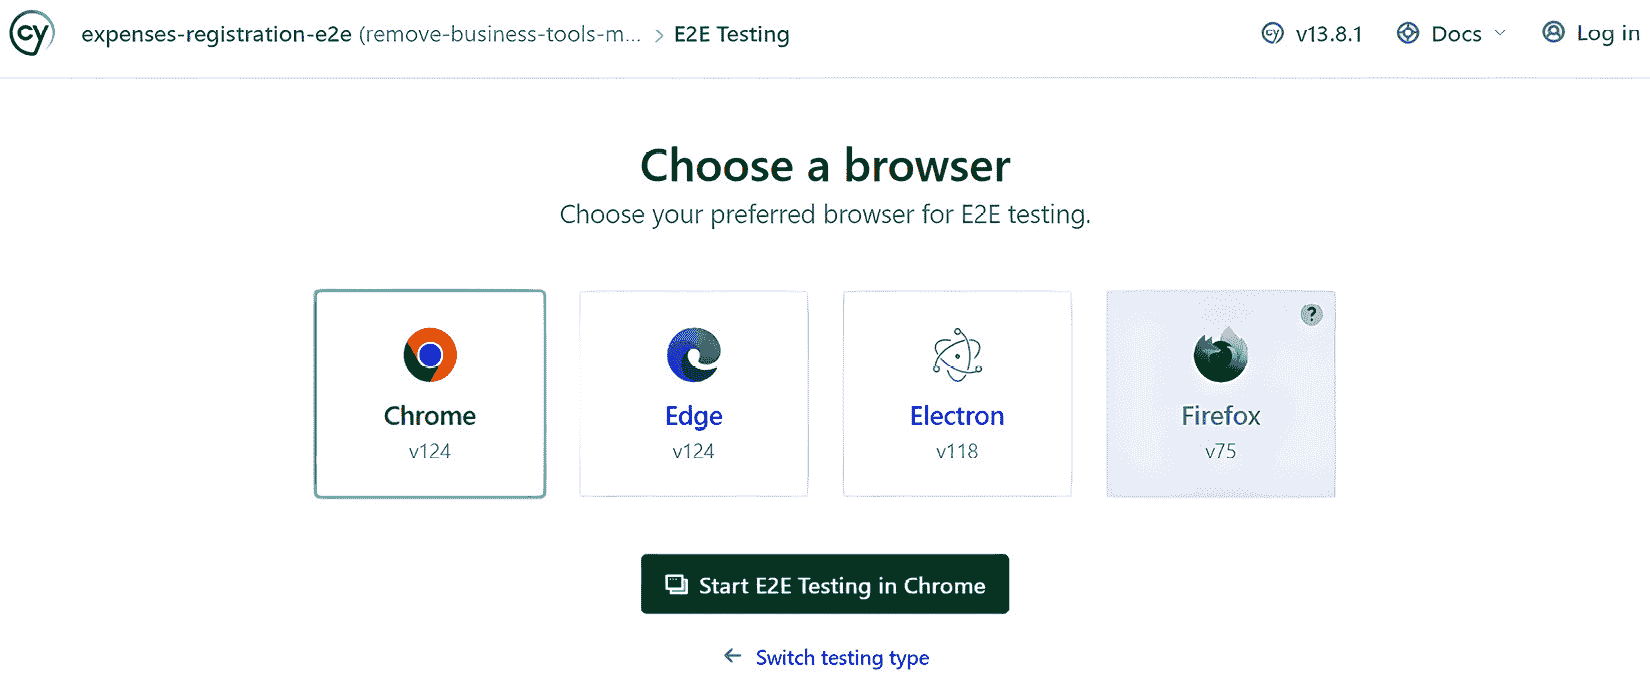 cy expenses-registration-e2e (remove-business-tools-m... > E2E Testing cy v13.8.1 Docs Log in
Choose a browser
Choose your preferred browser for E2E testing.
?
Chrome Edge Electron Firefox
v124 v124 v118 v75
Start E2E Testing in Chrome
← Switch testing type